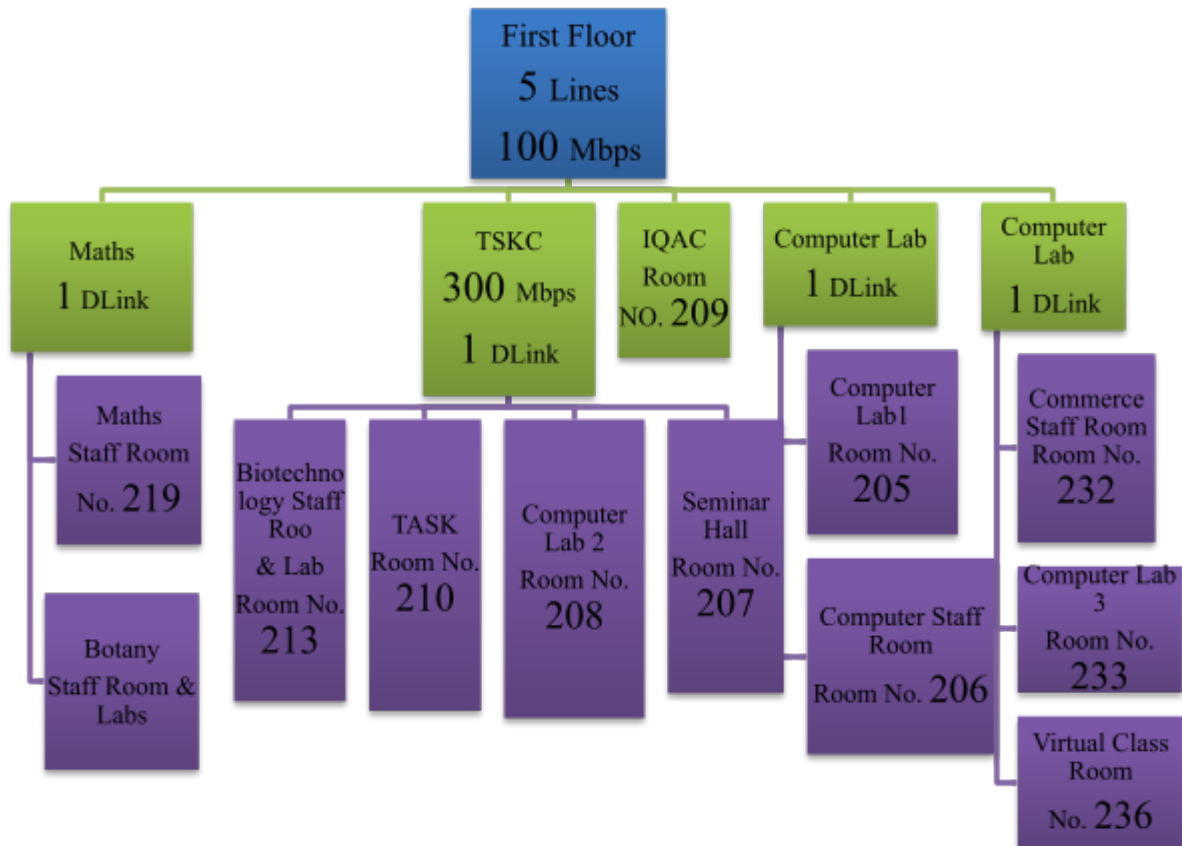 First Floor
5 Lines
100 Mbps
Maths
1 DLink
TSKC
300 Mbps
1 DLink
IQAC
Room
NO. 209
Computer Lab
1 DLink
Computer
Lab
1 DLink
Maths
Staff Room
No. 219
Botany
Staff Room &
Labs
Biotechno
logy Staff
Roo
& Lab
Room No.
213
TASK
Room No.
210
Computer
Lab 2
Room No.
208
Seminar
Hall
Room No.
207
Computer
Lab1
Room No.
205
Computer Staff
Room
Room No. 206
Commerce
Staff Room
Room No.
232
Computer Lab
3
Room No.
233
Virtual Class
Room
No. 236